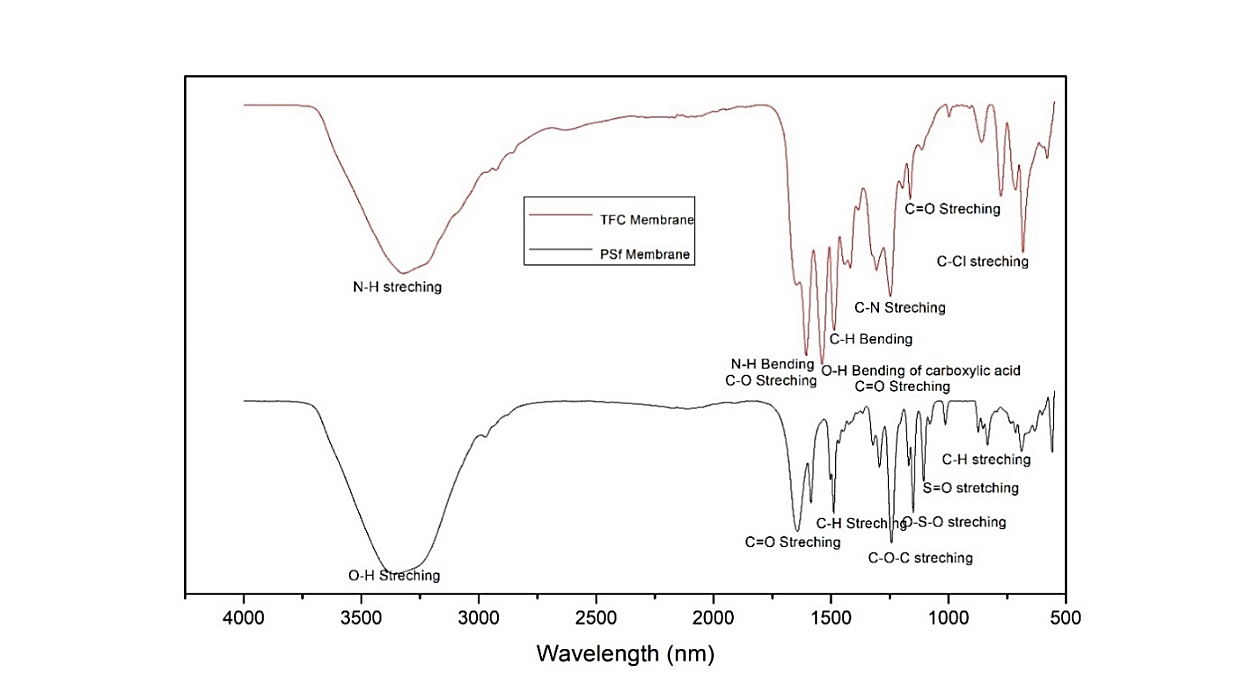 TFC Membrane
PSf Membrane
C=O Streching
C-Cl streching
N-H streching
C-N Streching
C-H Bending
N-H Bending
C-O Streching
O-H Bending of carboxylic acid
C=O Streching
C-H streching
S=O stretching
C-H Streching
O-S-O streching
C=O Streching
C-O-C streching
O-H Streching
4000 3500 3000 2500 2000 1500 1000 500
Wavelength (nm)